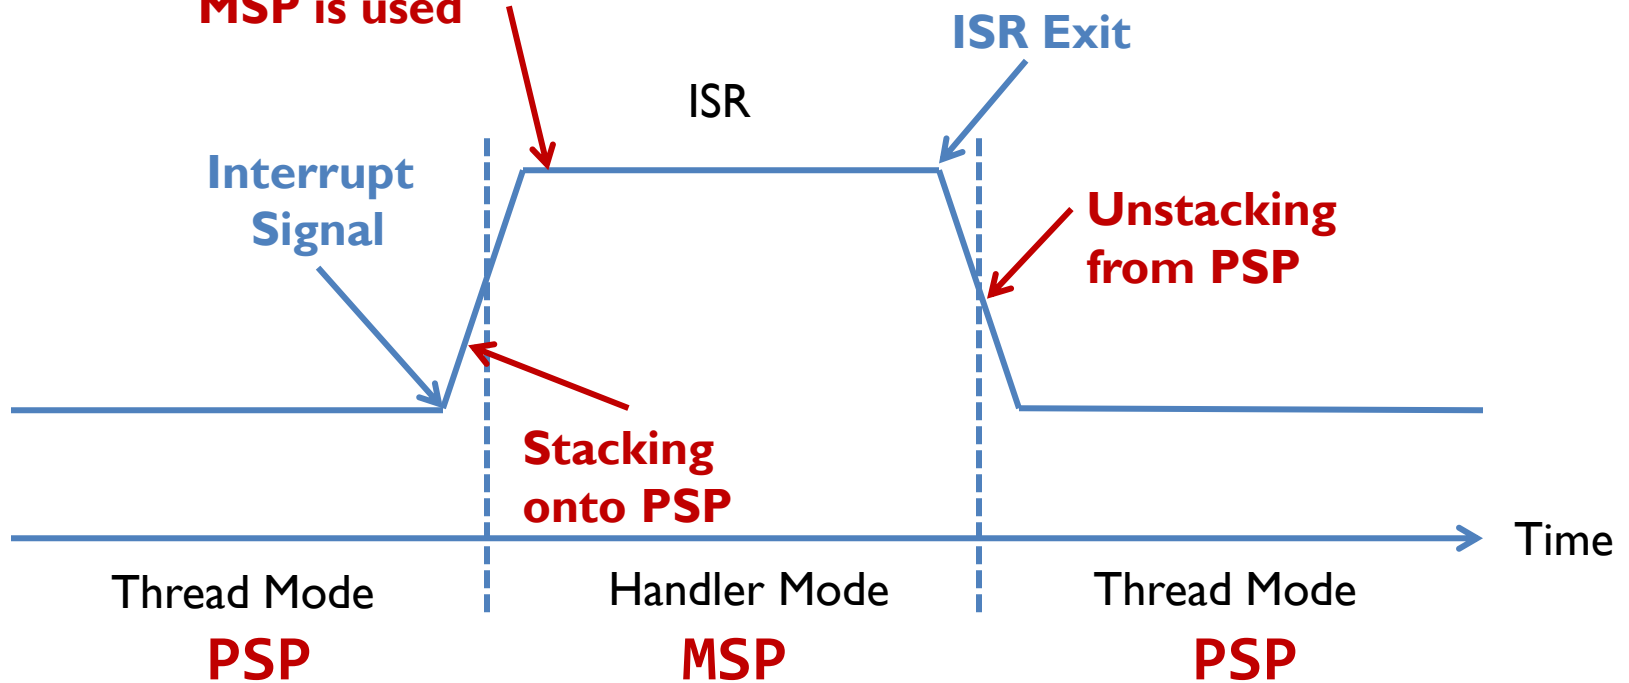 MSP is used
ISR Exit
ISR
Interrupt
Signal
Unstacking
from PSP
Stacking
onto PSP
Time
Thread Mode
Handler Mode
Thread Mode
PSP
MSP
PSP